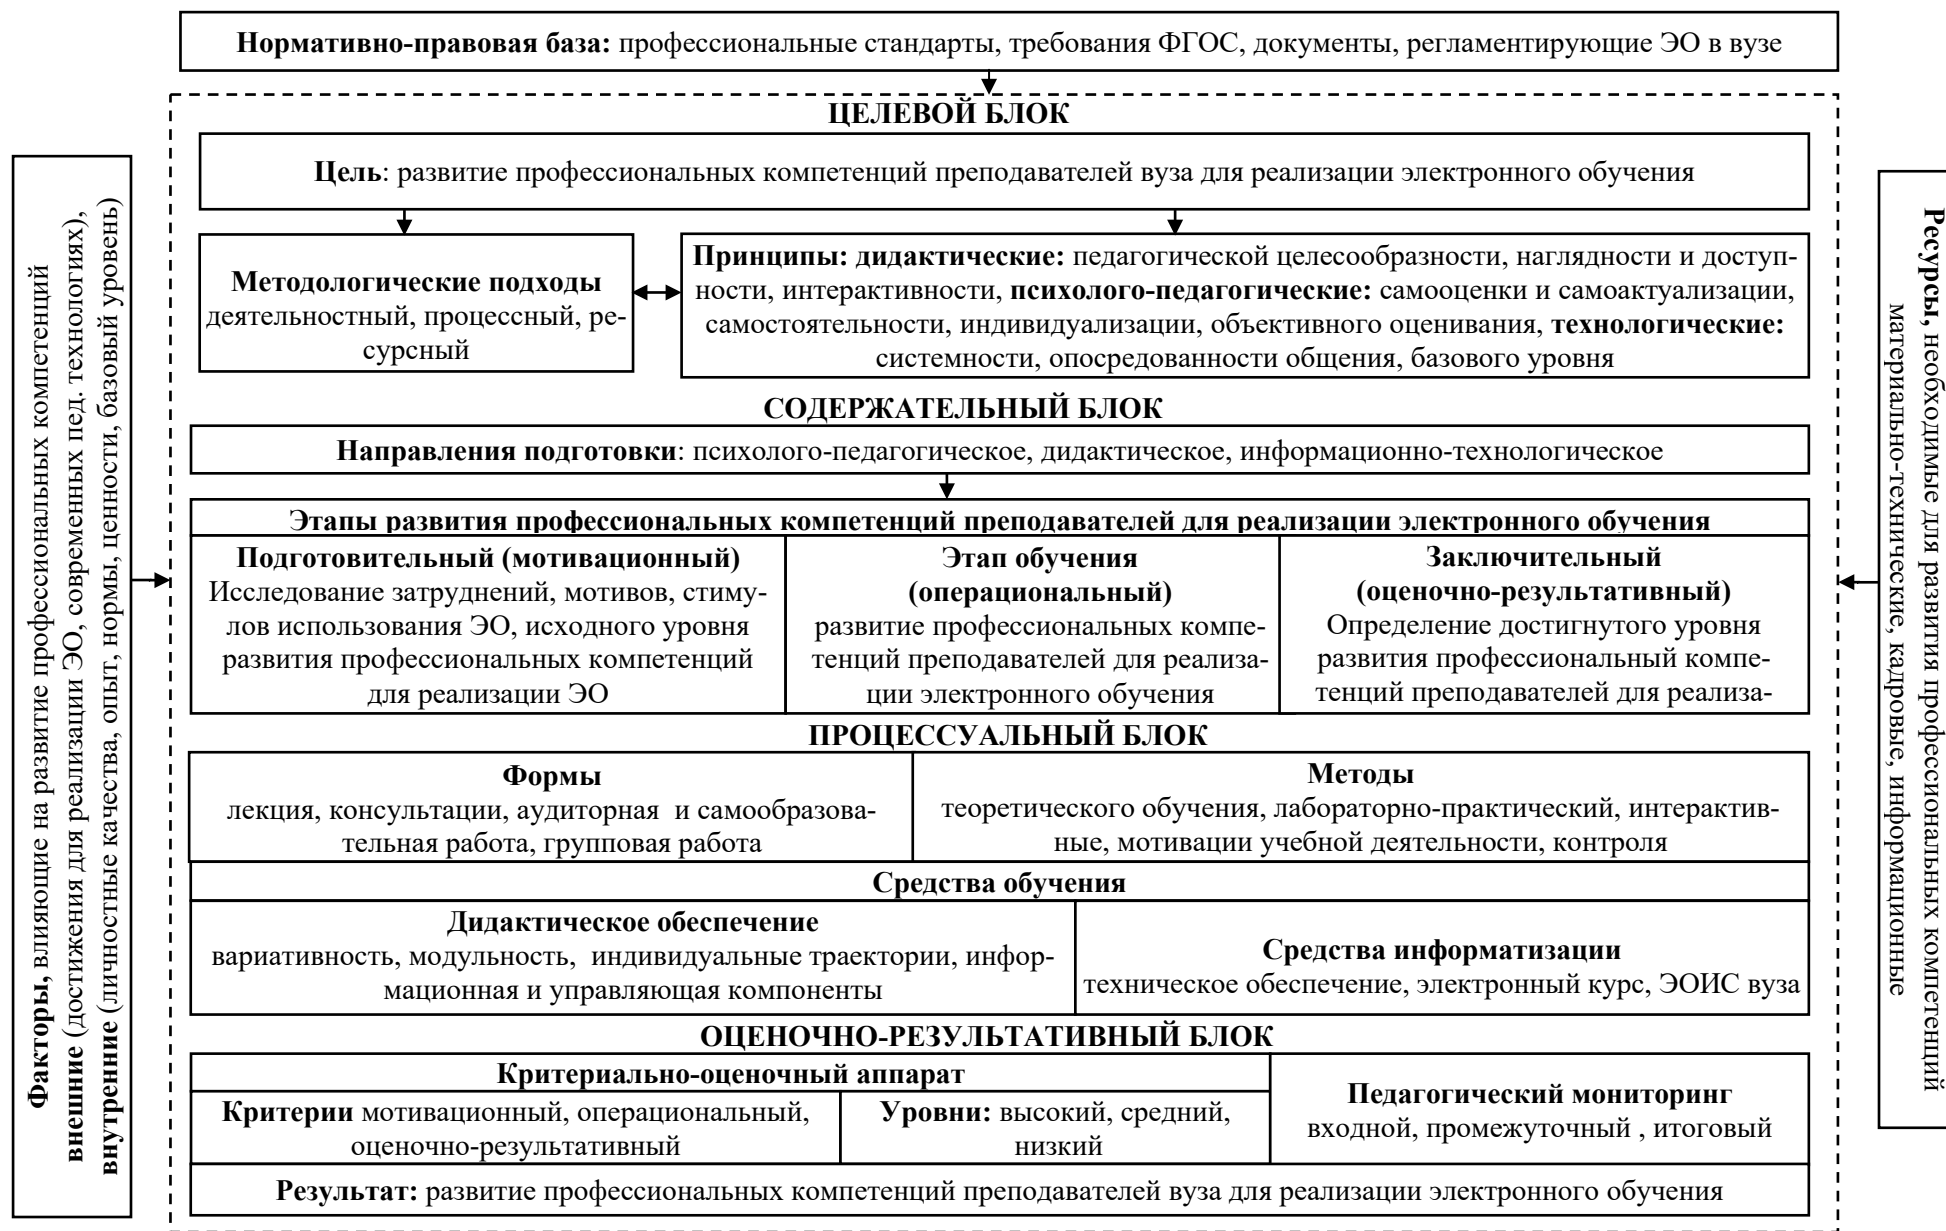 Нормативно-правовая база: профессиональные стандарты, требования ФГОС, документы, регламентирующие ЭО в вузе
ЦЕЛЕВОЙ БЛОК
Цель: развитие профессиональных компетенций преподавателей вуза для реализации электронного обучения
Методологические подходы
деятельностный, процессный, ре-
сурсный
Принципы: дидактические: педагогической целесообразности, наглядности и доступ-
ности, интерактивности, психолого-педагогические: самооценки и самоактуализации,
самостоятельности, индивидуализации, объективного оценивания, технологические:
системности, опосредованности общения, базового уровня
СОДЕРЖАТЕЛЬНЫЙ БЛОК
Направления подготовки: психолого-педагогическое, дидактическое, информационно-технологическое
Этапы развития профессиональных компетенций преподавателей для реализации электронного обучения
Подготовительный (мотивационный)
Исследование затруднений, мотивов, стиму-
лов использования ЭО, исходного уровня
развития профессиональных компетенций
для реализации ЭО
Этап обучения
(операциональный)
развитие профессиональных компе-
тенций преподавателей для реализа-
ции электронного обучения
Заключительный
(оценочно-результативный)
Определение достигнутого уровня
развития профессиональный компе-
тенций преподавателей для реализа-
ПРОЦЕССУАЛЬНЫЙ БЛОК
Формы
лекция, консультации, аудиторная и самообразова-
тельная работа, групповая работа
Методы
теоретического обучения, лабораторно-практический, интерактив-
ные, мотивации учебной деятельности, контроля
Средства обучения
Дидактическое обеспечение
вариативность, модульность, индивидуальные траектории, инфор-
мационная и управляющая компоненты
Средства информатизации
техническое обеспечение, электронный курс, ЭОИС вуза
ОЦЕНОЧНО-РЕЗУЛЬТАТИВНЫЙ БЛОК
Критериально-оценочный аппарат
Критерии мотивационный, операциональный,
оценочно-результативный
Уровни: высокий, средний,
низкий
Педагогический мониторинг
входной, промежуточный , итоговый
Результат: развитие профессиональных компетенций преподавателей вуза для реализации электронного обучения
Факторы, влияющие на развитие профессиональных компетенций
внешние (достижения для реализации ЭО, современных пед. технологиях),
внутренние (личностные качества, опыт, нормы, ценности, базовый уровень)
Ресурсы, необходимые для развития профессиональных компетенций
материально-технические, кадровые, информационные